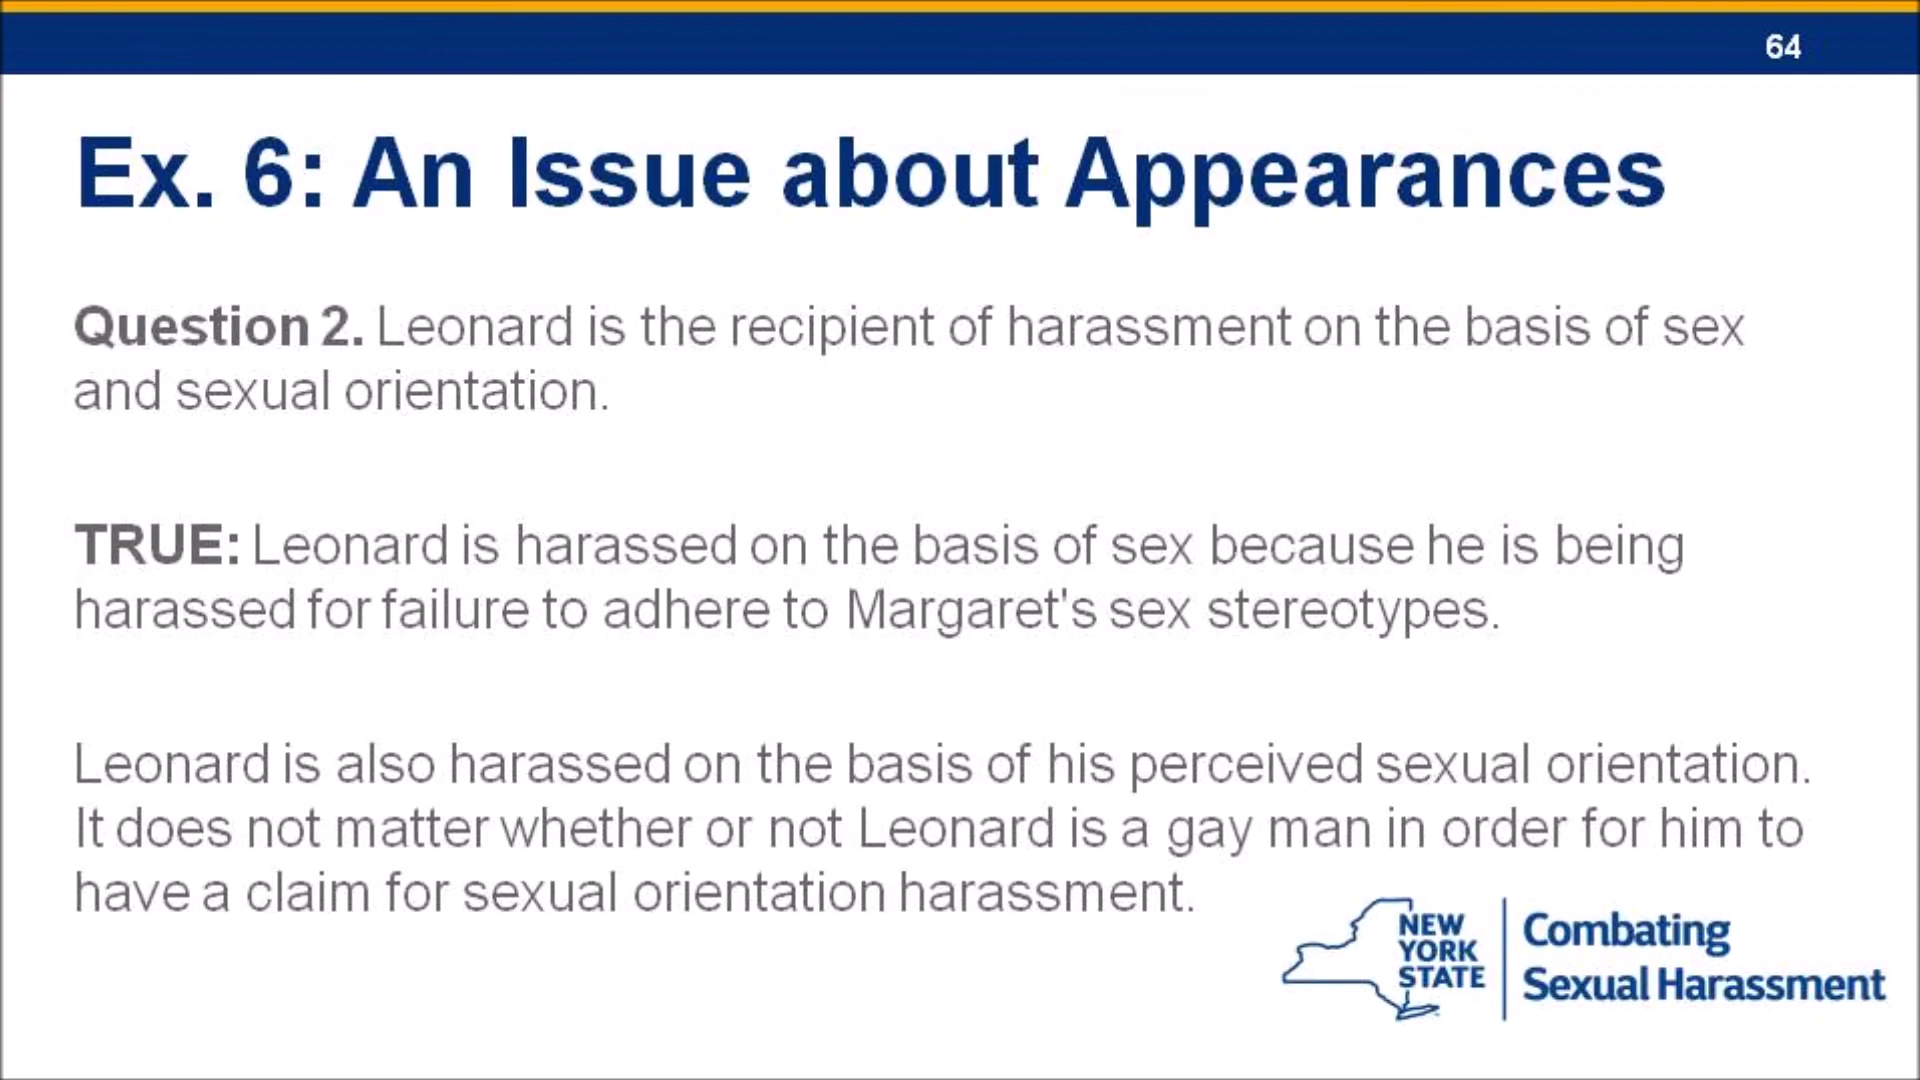 64
Ex. 6: An Issue about Appearances
Question 2. Leonard is the recipient of harassment on the basis of sex
and sexual orientation.
TRUE: Leonard is harassed on the basis of sex because he is being
harassed for failure to adhere to Margaret's sex stereotypes.
Leonard is also harassed on the basis of his perceived sexual orientation.
It does not matter whether or not Leonard is a gay man in order for him to
have a claim for sexual orientation harassment.
NEW
YORK
STATE
Combating
Sexual Harassment